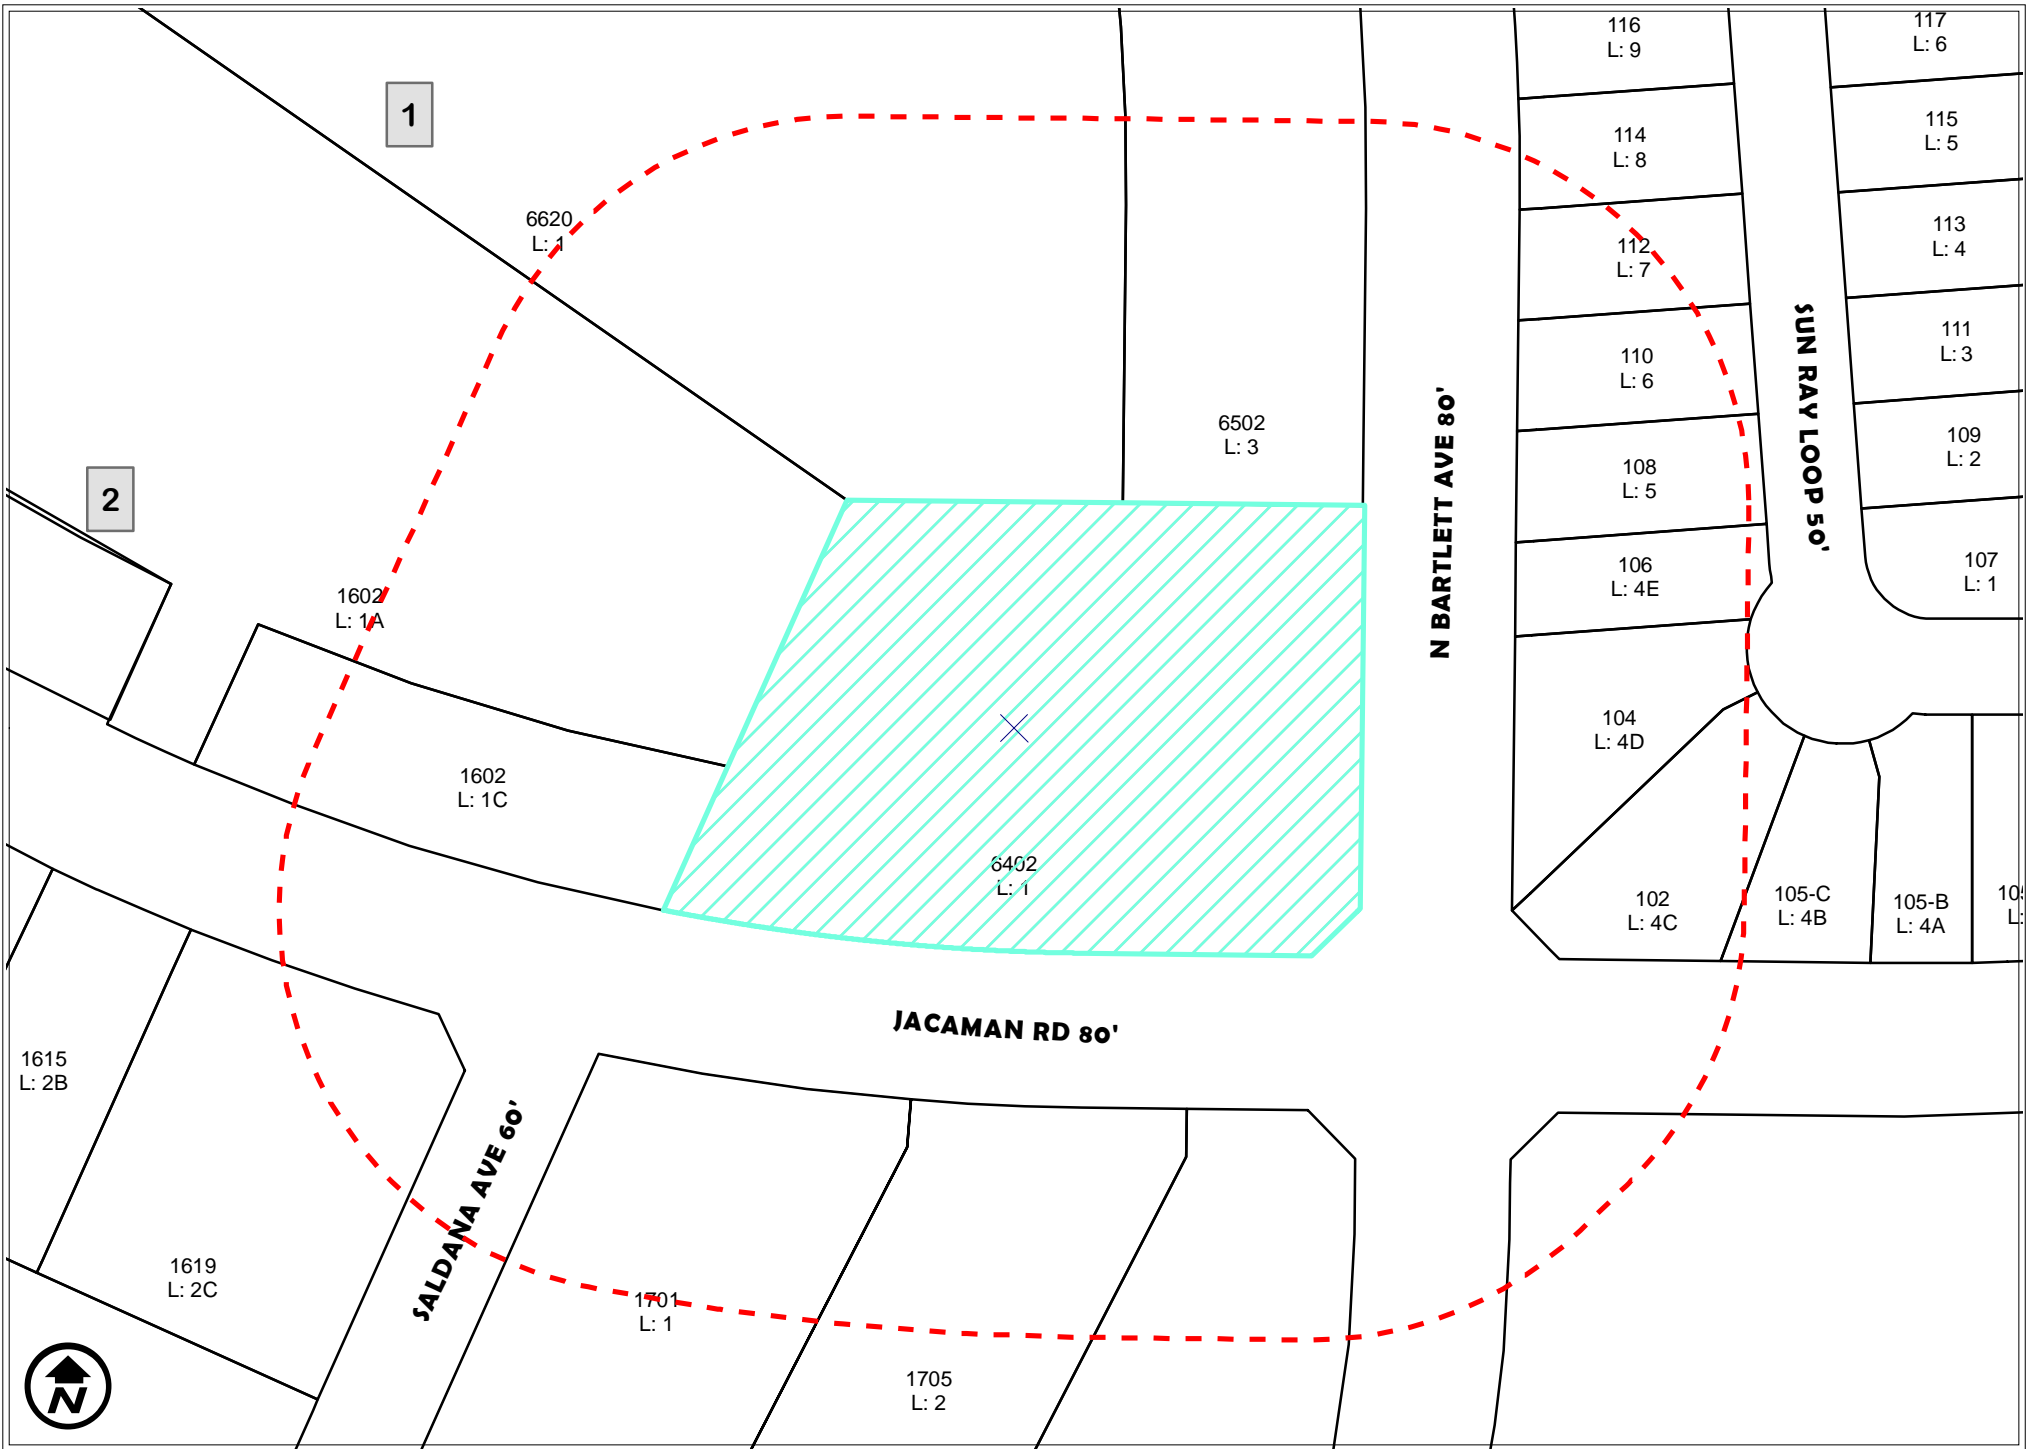 116
L: 9
117
L: 6
1
114
L: 8
115
L: 5
6620
L: 1
112
L: 7
113
L: 4
110
L: 6
111
L: 3
SUN RAY LOOP 50'
6502
L: 3
N BARTLETT AVE 80'
108
L: 5
109
L: 2
2
106
L: 4E
107
L: 1
1602
L: 1A
104
L: 4D
1602
L: 1C
6402
L: 1
102
L: 4C
105-C
L: 4B
105-B
L: 4A
L:
JACAMAN RD 80'
1615
L: 2B
SALDANA AVE 60'
1619
L: 2C
1701
L: 1
1705
L: 2
N